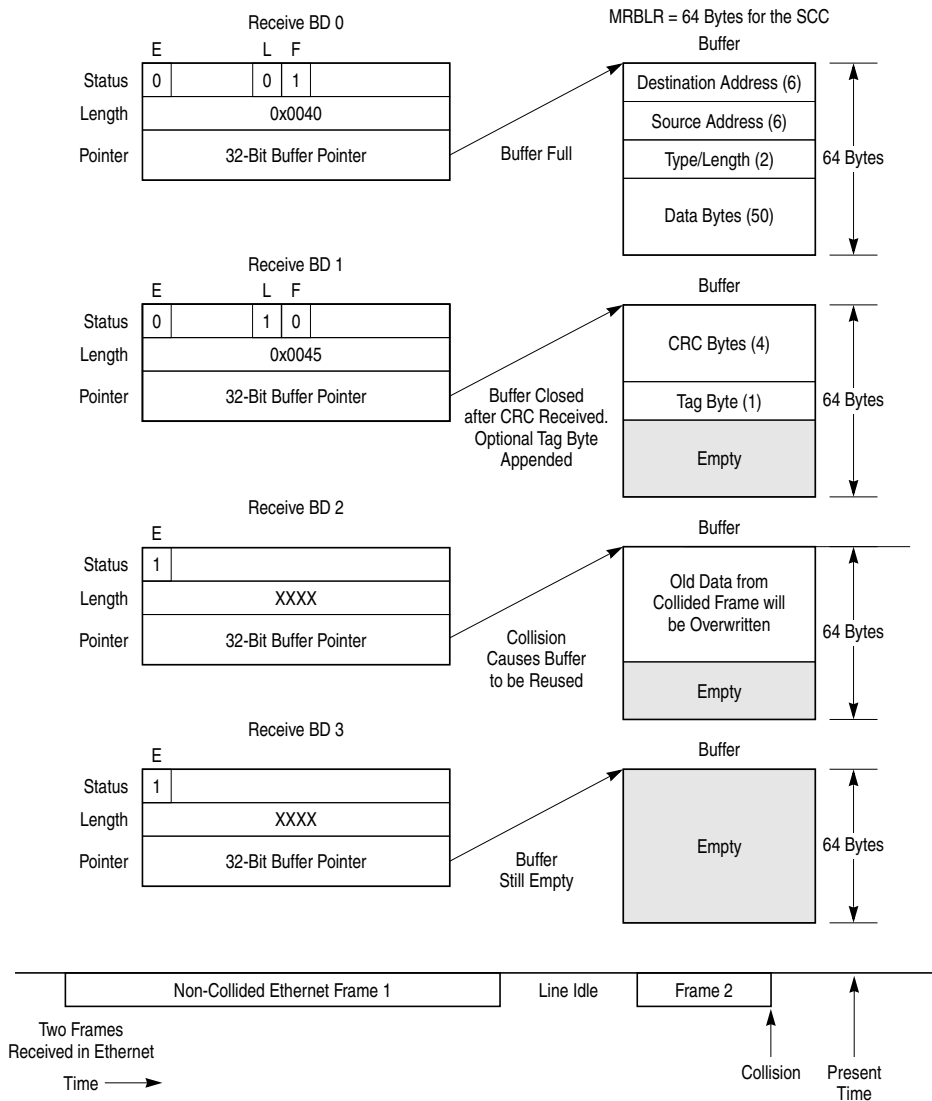 MRBLR = 64 Bytes for the SCC
Receive BD 0
Buffer
E L F
Status 0 0 1
Length 0x0040
Pointer 32-Bit Buffer Pointer
Buffer Full
Destination Address (6)
Source Address (6)
Type/Length (2)
Data Bytes (50)
64 Bytes
Receive BD 1
Buffer
E L F
Status 0 1 0
Length 0x0045
Pointer 32-Bit Buffer Pointer
Buffer Closed
after CRC Received.
Optional Tag Byte
Appended
CRC Bytes (4)
Tag Byte (1)
Empty
64 Bytes
Receive BD 2
Buffer
E
Status 1
Length XXXX
Pointer 32-Bit Buffer Pointer
Collision
Causes Buffer
to be Reused
Old Data from
Collided Frame will
be Overwritten
Empty
64 Bytes
Receive BD 3
Buffer
E
Status 1
Length XXXX
Pointer 32-Bit Buffer Pointer
Buffer
Still Empty
Empty
64 Bytes
Non-Collided Ethernet Frame 1
Line Idle
Frame 2
Two Frames
Received in Ethernet
Time
Collision
Present
Time